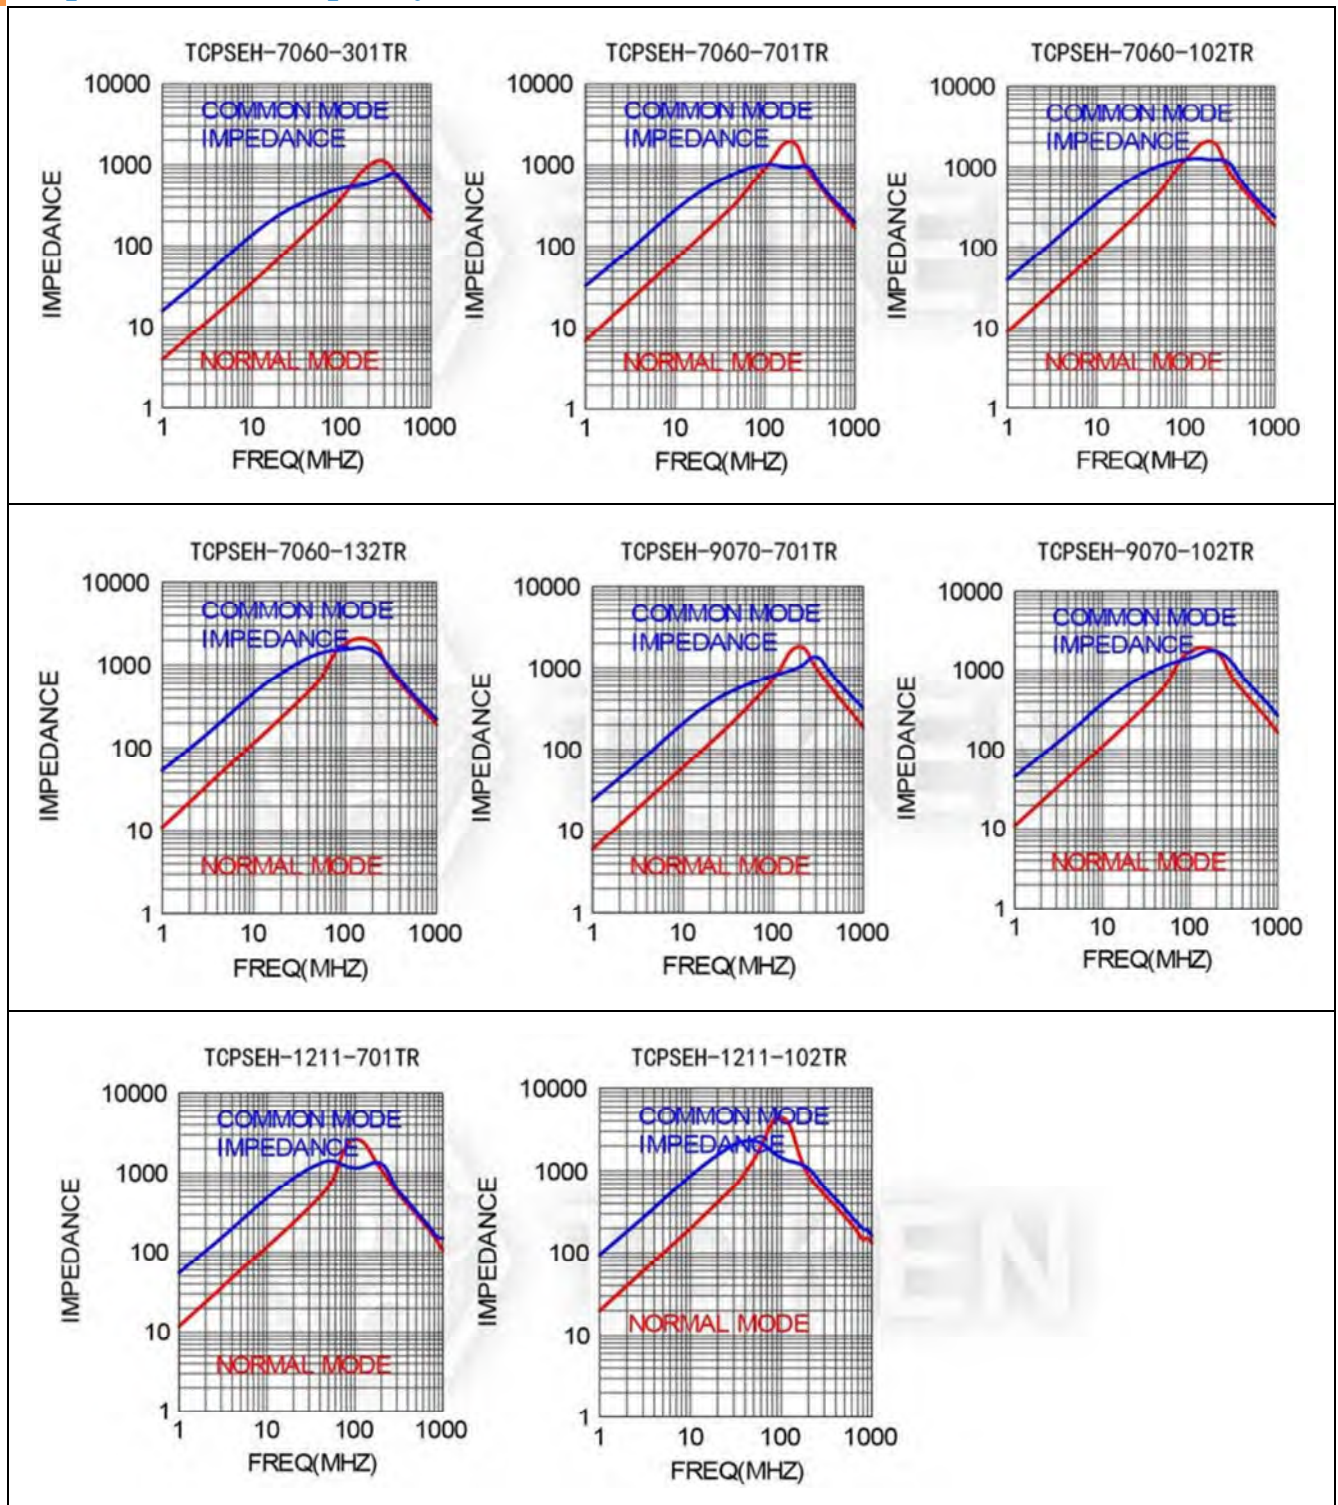 TCPSEH-7060-301TR
10000
1000
100
10
1
COMMON MODE
IMPEDANCE
NORMAL MODE
IMPEDANCE
1 10 100 1000
FREQ(MHZ)
TCPSEH-7060-701TR
10000
1000
100
10
1
COMMON MODE
IMPEDANCE
NORMAL MODE
IMPEDANCE
1 10 100 1000
FREQ(MHZ)
TCPSEH-7060-102TR
10000
1000
100
10
1
COMMON MODE
IMPEDANCE
NORMAL MODE
IMPEDANCE
1 10 100 1000
FREQ(MHZ)
TCPSEH-7060-132TR
10000
1000
100
10
1
COMMON MODE
IMPEDANCE
NORMAL MODE
IMPEDANCE
1 10 100 1000
FREQ(MHZ)
TCPSEH-9070-701TR
10000
1000
100
10
1
COMMON MODE
IMPEDANCE
NORMAL MODE
IMPEDANCE
1 10 100 1000
FREQ(MHZ)
TCPSEH-9070-102TR
10000
1000
100
10
1
COMMON MODE
IMPEDANCE
NORMAL MODE
IMPEDANCE
1 10 100 1000
FREQ(MHZ)
TCPSEH-1211-701TR
10000
1000
100
10
1
COMMON MODE
IMPEDANCE
NORMAL MODE
IMPEDANCE
1 10 100 1000
FREQ(MHZ)
TCPSEH-1211-102TR
10000
1000
100
10
1
COMMON MODE
IMPEDANCE
NORMAL MODE
IMPEDANCE
1 10 100 1000
FREQ(MHZ)